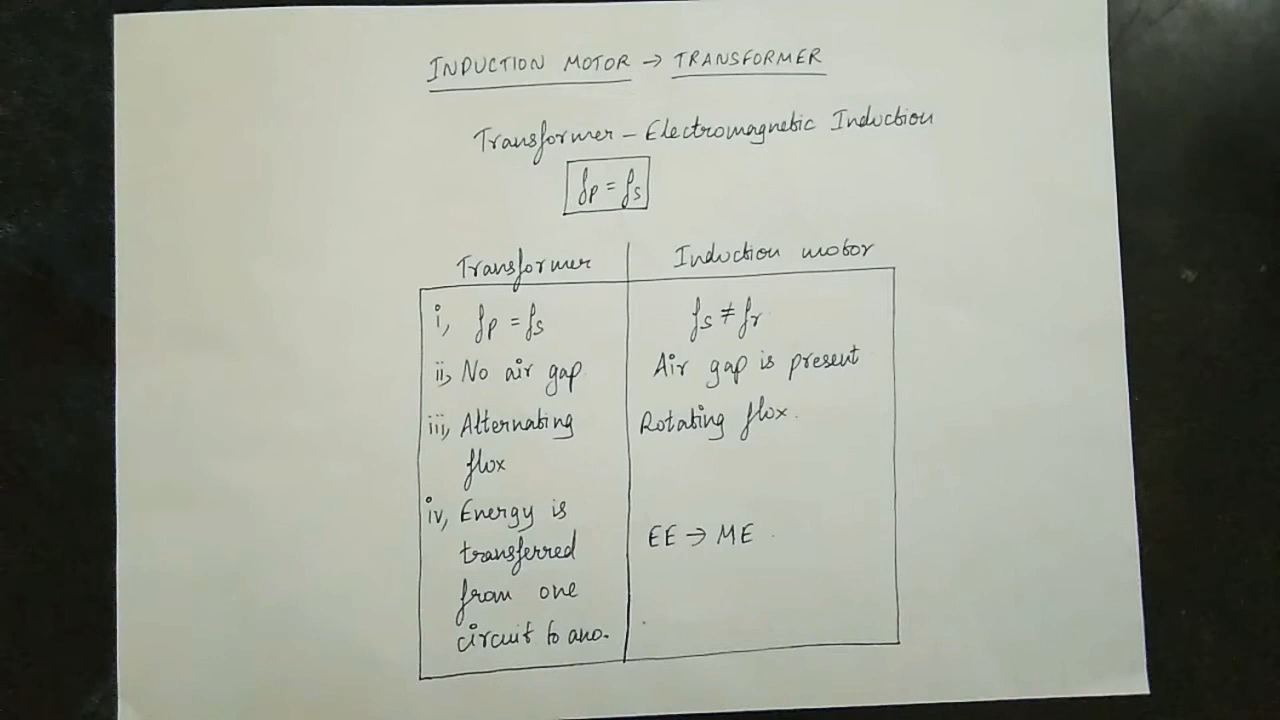 INDUCTION MOTOR → TRANSFORMER
Transformer - Electromagnetic Induction
fp = fs
Transformer Induction motor
i, fp = fs fs ≠ fr
ii, No air gap Air gap is present
iii, Alternating Rotating flux.
flux
iv, Energy is
transferred EE → ME
from one
circuit to ano.